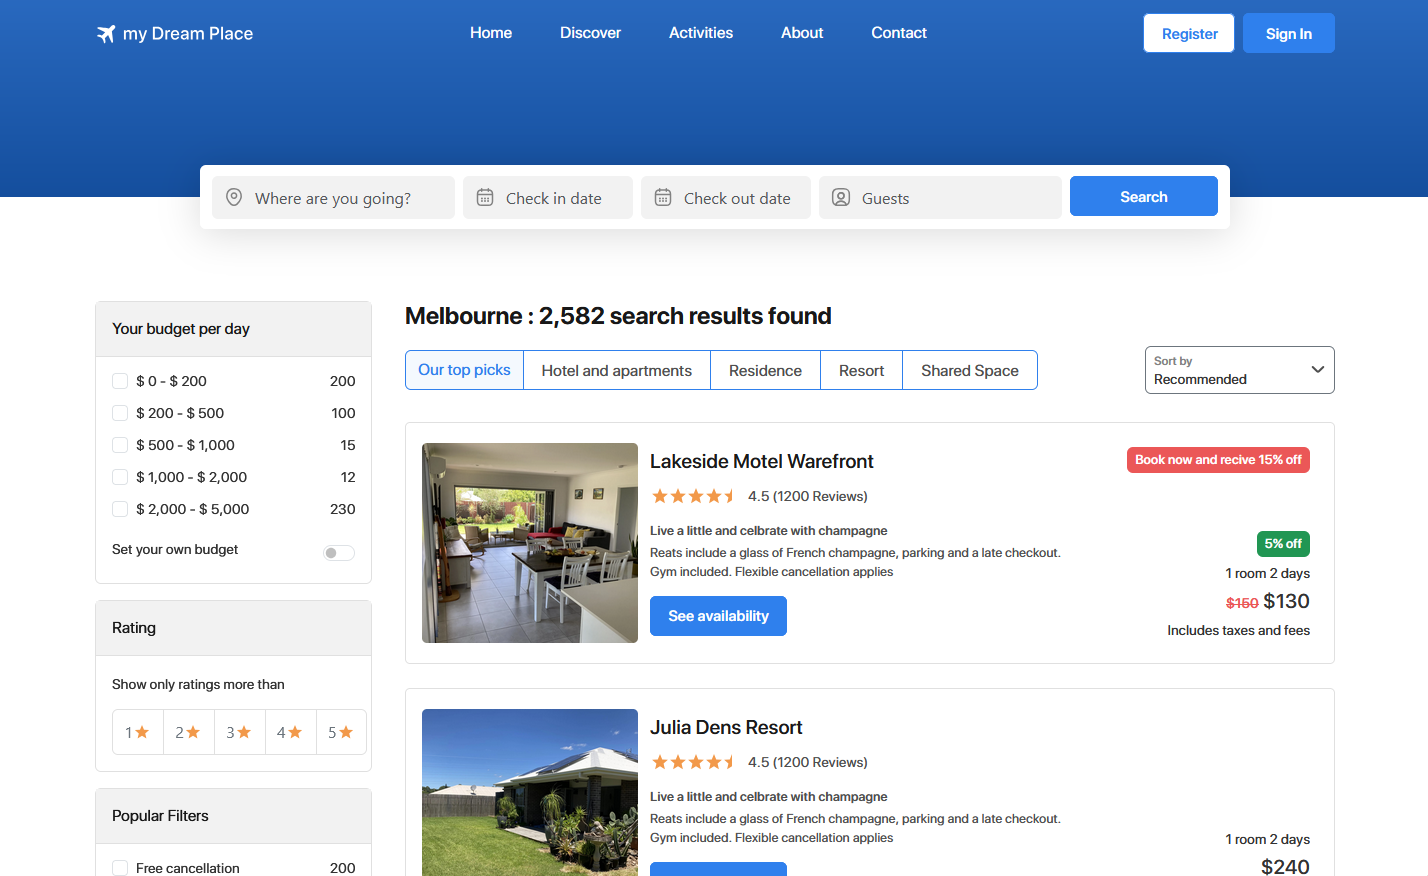 my Dream Place
Home
Discover
Activities
About
Contact
Register
Sign In
Where are you going?
Check in date
Check out date
Guests
Search
Your budget per day
$ 0 - $ 200 200
$ 200 - $ 500 100
$ 500 - $ 1,000 15
$ 1,000 - $ 2,000 12
$ 2,000 - $ 5,000 230
Set your own budget
Rating
Show only ratings more than
1
2
3
4
5
Popular Filters
Free cancellation 200
Melbourne : 2,582 search results found
Our top picks
Hotel and apartments
Residence
Resort
Shared Space
Sort by
Recommended
Lakeside Motel Warefront
4.5 (1200 Reviews)
Live a little and celbrate with champagne
Reats include a glass of French champagne, parking and a late checkout.
Gym included. Flexible cancellation applies
See availability
Book now and recive 15% off
5% off
1 room 2 days
$150 $130
Includes taxes and fees
Julia Dens Resort
4.5 (1200 Reviews)
Live a little and celbrate with champagne
Reats include a glass of French champagne, parking and a late checkout.
Gym included. Flexible cancellation applies
1 room 2 days
$240